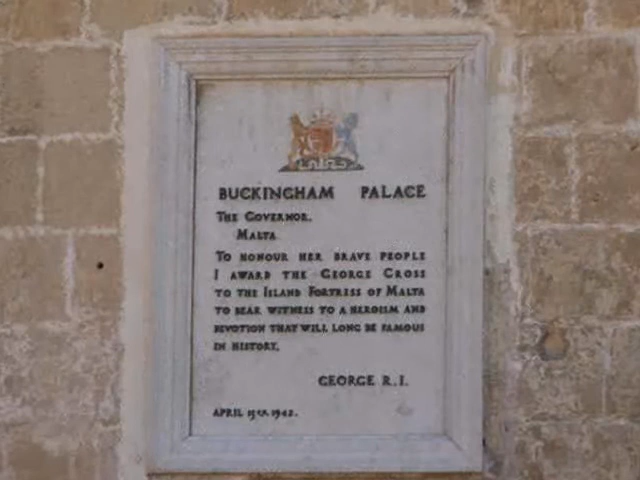 BUCKINGHAM PALACE
THE GOVERNOR.
MALTA
TO HONOUR HER BRAVE PEOPLE
I AWARD THE GEORGE CROSS
TO THE ISLAND FORTRESS OF MALTA
TO BEAR WITNESS TO A HEROISM AND
DEVOTION THAT WILL LONG BE FAMOUS
IN HISTORY.
GEORGE R.I.
APRIL 15TH. 1942.